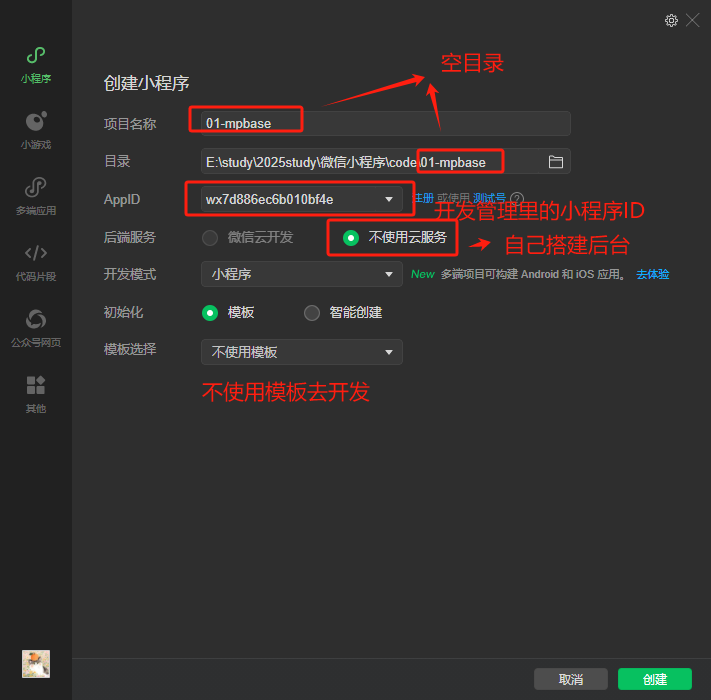 小程序
小游戏
多端应用
代码片段
公众号网页
其他
创建小程序
空目录
项目名称
01-mpbase
目录
E:\study\2025study\微信小程序\code\01-mpbase
AppID
wx7d886ec6b010bf4e
注册 或使用 测试号 ?
开发管理里的小程序ID
后端服务
微信云开发
不使用云服务
自己搭建后台
开发模式
小程序
New 多端项目可构建 Android 和 iOS 应用。 去体验
初始化
模板
智能创建
模板选择
不使用模板
不使用模板去开发
取消
创建